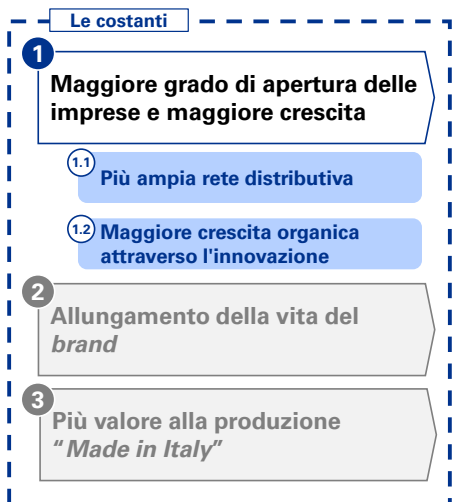 Le costanti
1
Maggiore grado di apertura delle
imprese e maggiore crescita
1.1
Più ampia rete distributiva
1.2
Maggiore crescita organica
attraverso l'innovazione
2
Allungamento della vita del
brand
3
Più valore alla produzione
“Made in Italy”